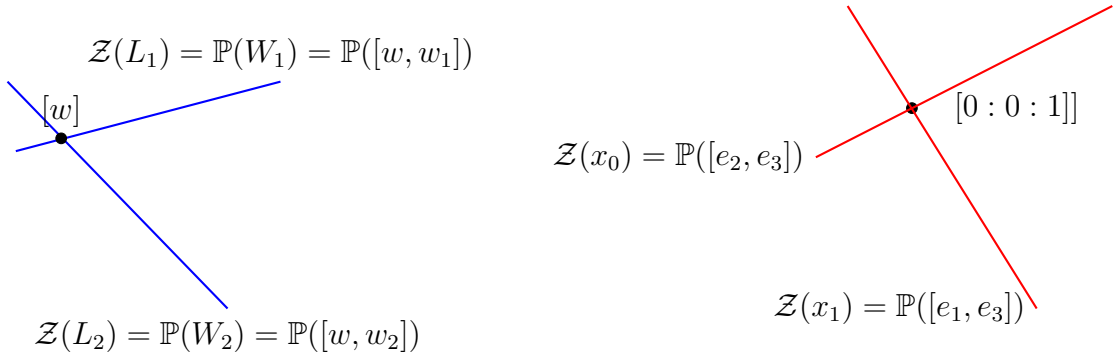 𝒵(L₁) = ℙ(W₁) = ℙ([w, w₁])
[w]
𝒵(L₂) = ℙ(W₂) = ℙ([w, w₂])
[0 : 0 : 1]]
𝒵(x₀) = ℙ([e₂, e₃])
𝒵(x₁) = ℙ([e₁, e₃])